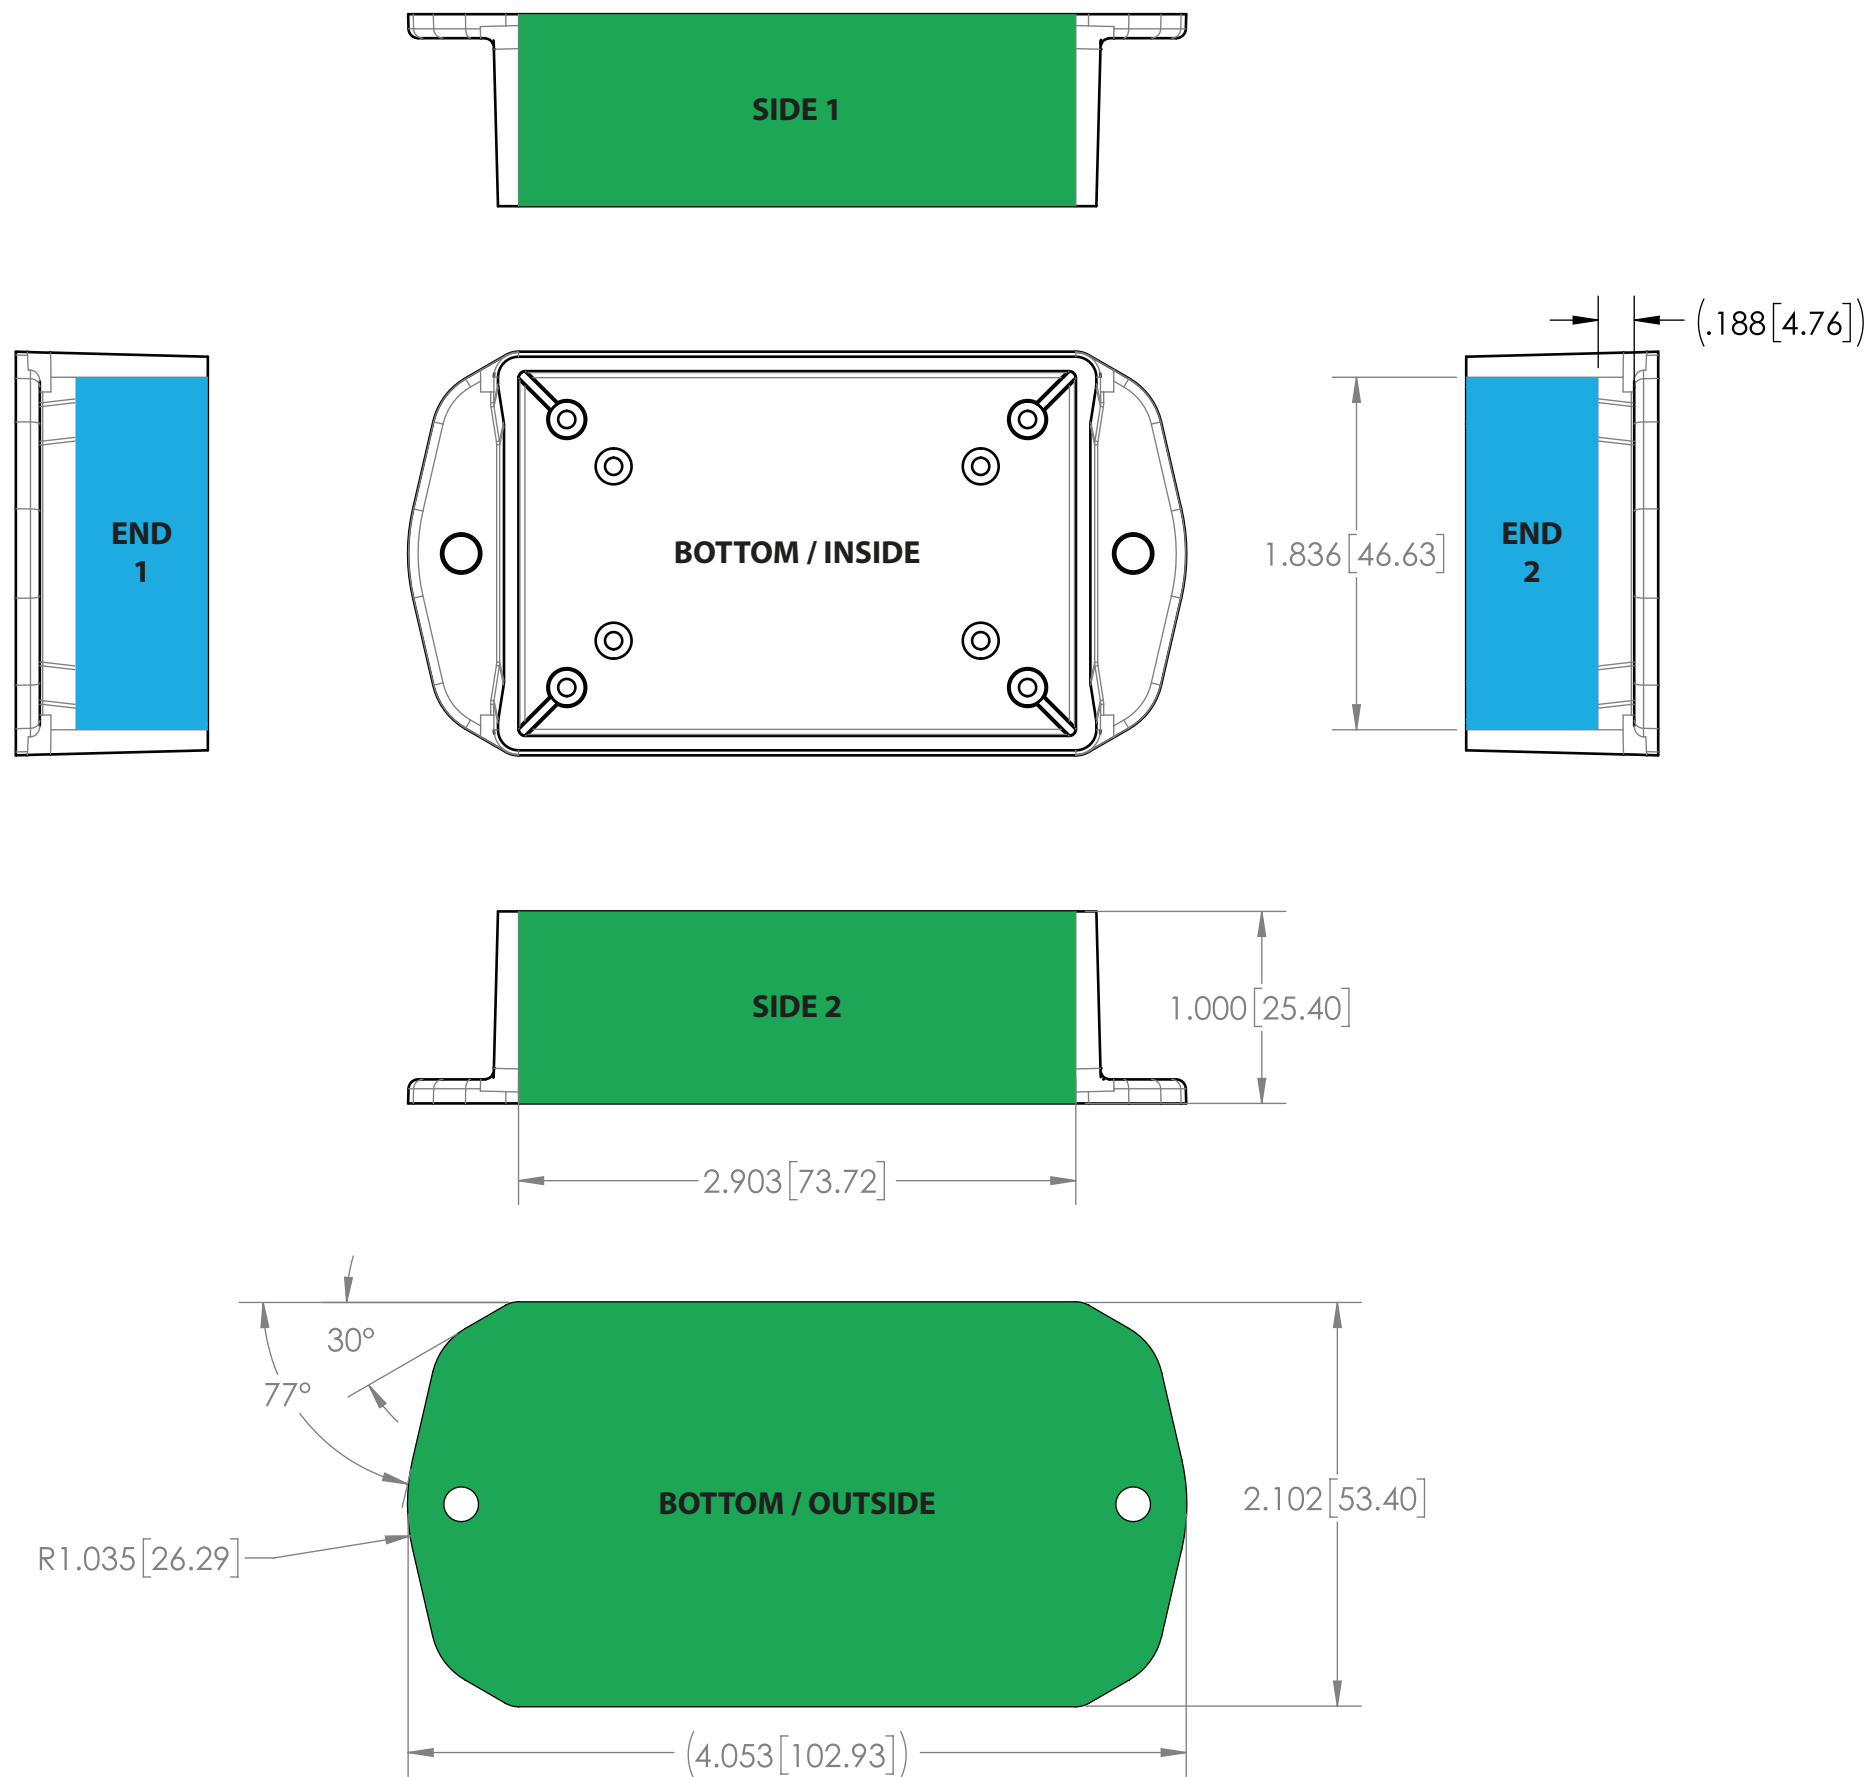 SIDE 1
(.188[4.76])
END
1
BOTTOM / INSIDE
1.836[46.63]
END
2
SIDE 2
1.000[25.40]
2.903[73.72]
30°
77°
BOTTOM / OUTSIDE
2.102[53.40]
R1.035[26.29]
(4.053[102.93])